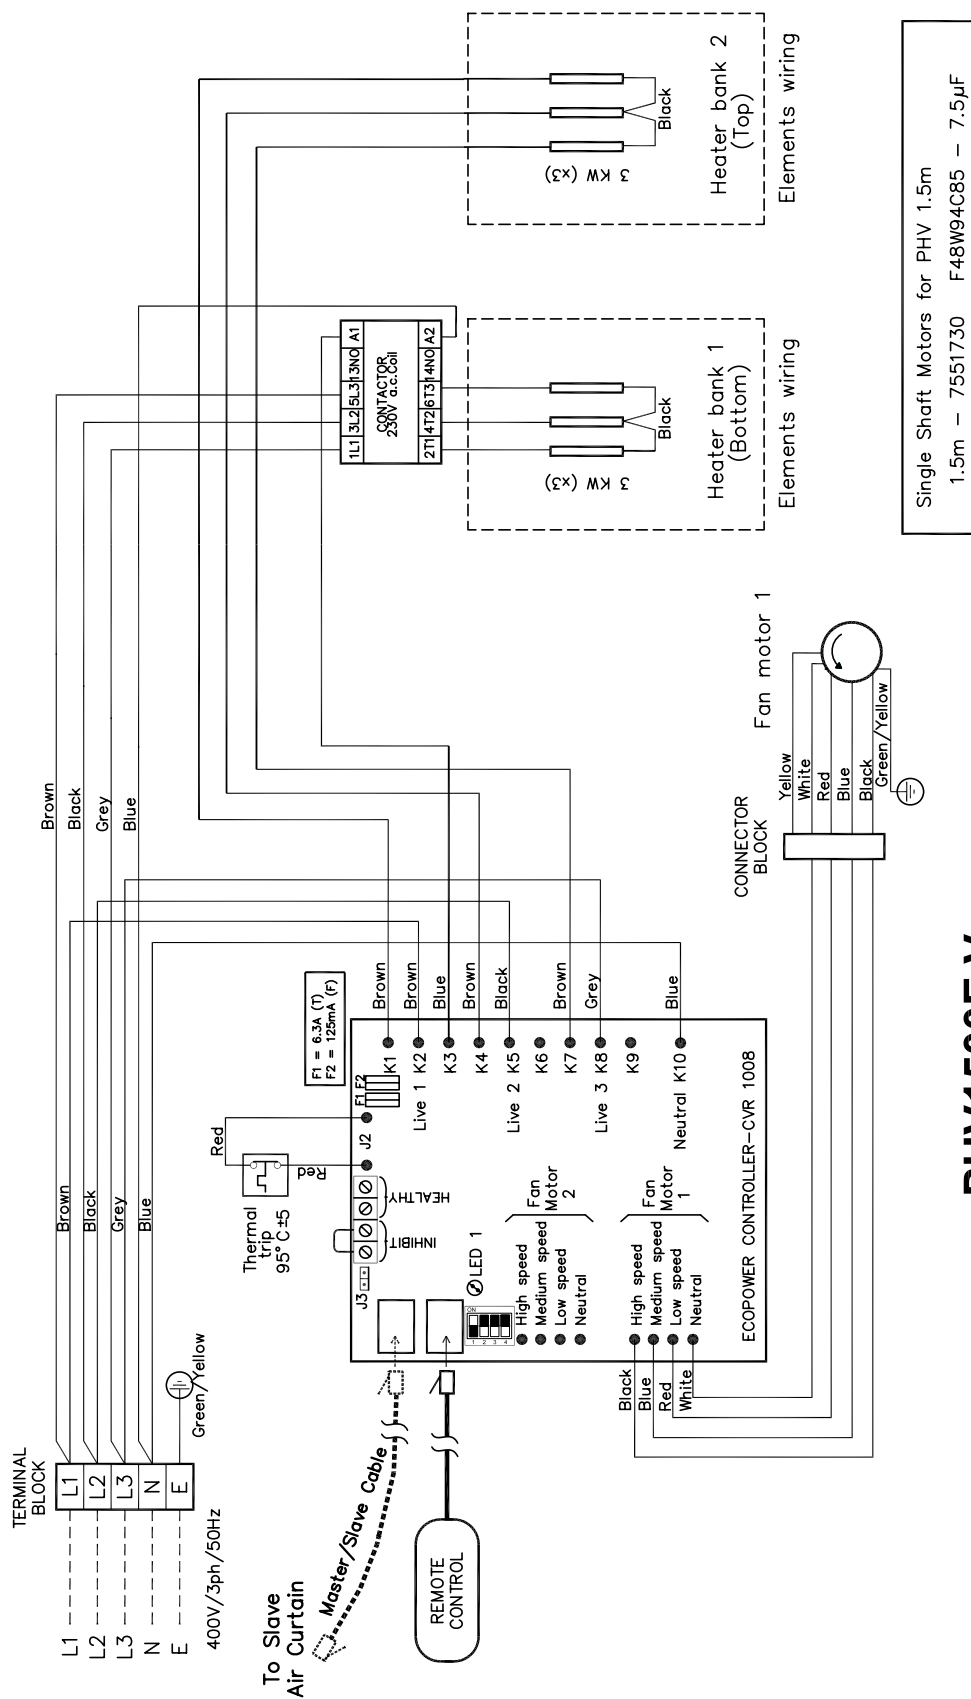 TERMINAL
BLOCK
L1
L2
L3
N
E
L1
L2
L3
N
E
400V/3ph/50Hz
Green/Yellow
Brown
Black
Grey
Blue
Brown
Black
Grey
Blue
To Slave
Air Curtain
Master/Slave Cable
REMOTE
CONTROL
Thermal
trip
95°C±5
Red
Red
F1 = 6.3A (T)
F2 = 125mA (F)
J3
INHIBIT
HEALTHY
J2
F1 F2
LED 1
ON
1 2 3 4
High speed
Medium speed
Low speed
Neutral
Fan
Motor
2
High speed
Medium speed
Low speed
Neutral
Fan
Motor
1
K1
Live 1 K2
K3
K4
Live 2 K5
K6
K7
Live 3 K8
K9
Neutral K10
ECOPOWER CONTROLLER-CVR 1008
Brown
Brown
Blue
Brown
Black
Brown
Grey
Blue
Black
Blue
Red
White
CONNECTOR
BLOCK
Yellow
White
Red
Blue
Black
Green/Yellow
Fan motor 1
1L1 3L2 5L3 13NO A1
CONTACTOR
230V a.c.Coil
2T1 4T2 6T3 14NO A2
3 KW (x3)
Black
Heater bank 1
(Bottom)
Elements wiring
3 KW (x3)
Black
Heater bank 2
(Top)
Elements wiring
Single Shaft Motors for PHV 1.5m
1.5m - 7551730 F48W94C85 - 7.5µF